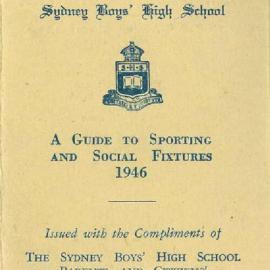 Sydney Boys' High School
A Guide to Sporting
and Social Fixtures
1946
Issued with the Compliments of
The Sydney Boys' High School
Parents and Citizens'